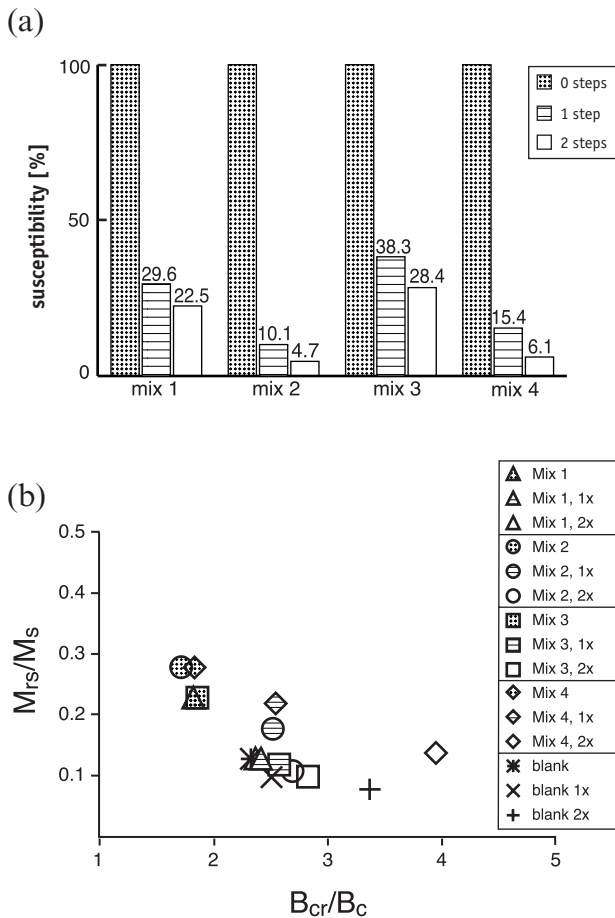 (a)
100
50
0
susceptibility [%]
0 steps
1 step
2 steps
29.6
22.5
10.1
4.7
38.3
28.4
15.4
6.1
mix 1
mix 2
mix 3
mix 4
(b)
0.5
0.4
0.3
0.2
0.1
Mrs/Ms
1
2
3
4
5
Bcr/Bc
Mix 1
Mix 1, 1x
Mix 1, 2x
Mix 2
Mix 2, 1x
Mix 2, 2x
Mix 3
Mix 3, 1x
Mix 3, 2x
Mix 4
Mix 4, 1x
Mix 4, 2x
blank
blank 1x
blank 2x